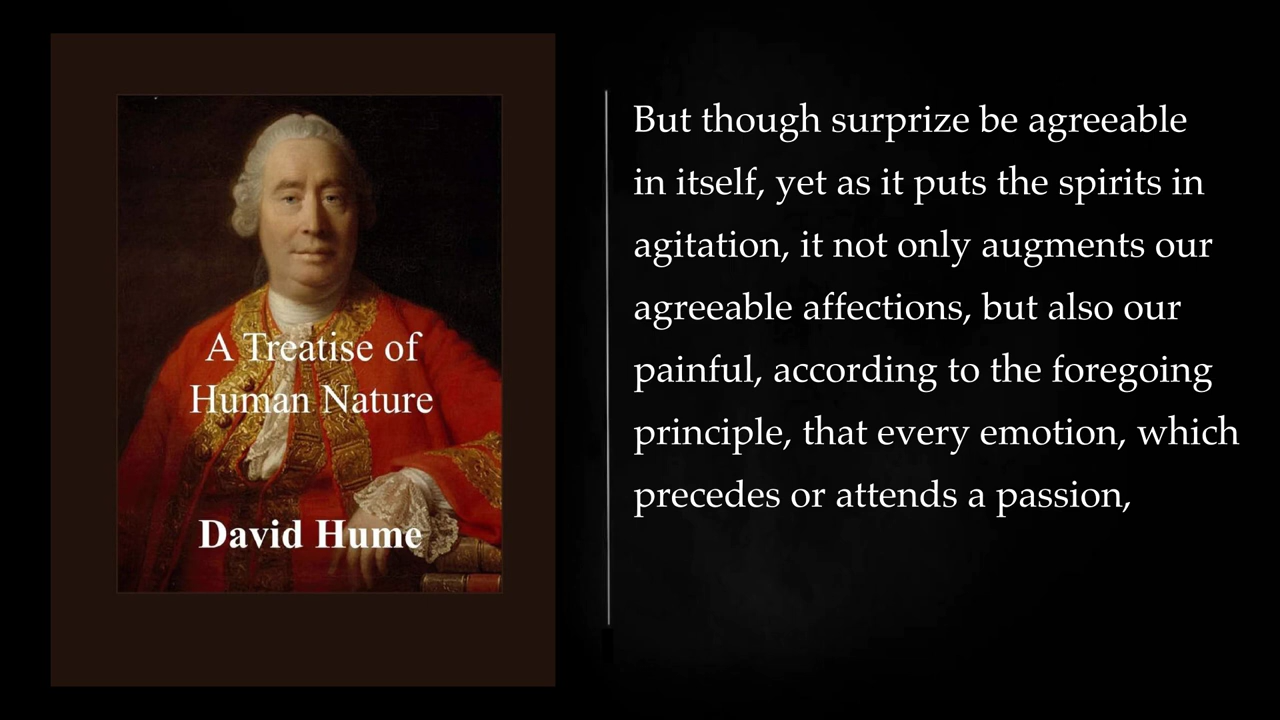 A Treatise of
Human Nature
David Hume
But though surprize be agreeable
in itself, yet as it puts the spirits in
agitation, it not only augments our
agreeable affections, but also our
painful, according to the foregoing
principle, that every emotion, which
precedes or attends a passion,